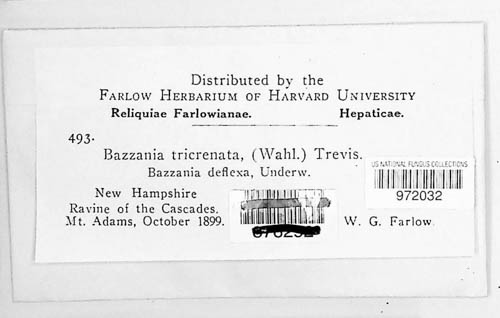 Distributed by the
FARLOW HERBARIUM OF HARVARD UNIVERSITY
Reliquiae Farlowianae. Hepaticae.
493.
Bazzania tricrenata, (Wahl.) Trevis.
Bazzania deflexa, Underw.
US NATIONAL FUNGUS COLLECTIONS
972032
New Hampshire
Ravine of the Cascades.
Mt. Adams, October 1899. W. G. Farlow.